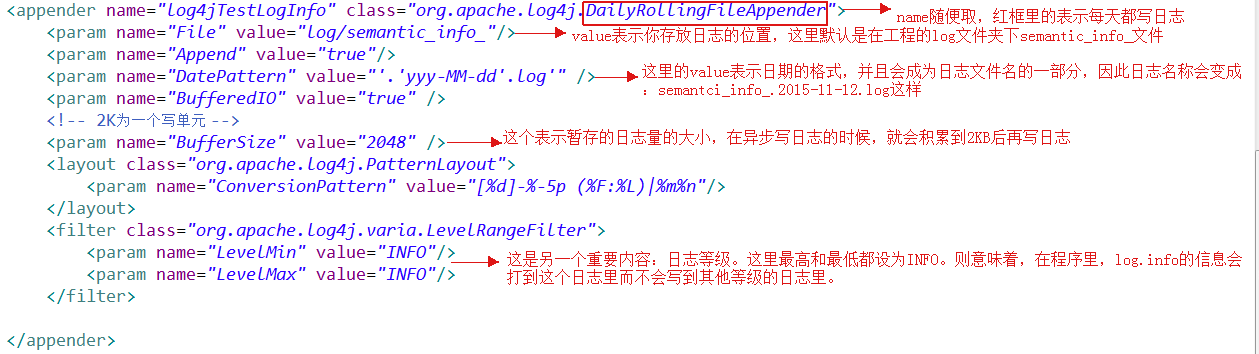 <appender name="log4jTestLogInfo" class="org.apache.log4j.DailyRollingFileAppender">
name随便取，红框里的表示每天都写日志
<param name="File" value="log/semantic_info_"/>
value表示你存放日志的位置，这里默认是在工程的log文件夹下semantic_info_文件
<param name="Append" value="true"/>
<param name="DatePattern" value="'.'yyy-MM-dd'.log'" />
这里的value表示日期的格式，并且会成为日志文件名的一部分，因此日志名称会变成
：semantci_info_.2015-11-12.log这样
<param name="BufferedIO" value="true" />
<!-- 2K为一个写单元 -->
<param name="BufferSize" value="2048" />
这个表示暂存的日志量的大小，在异步写日志的时候，就会积累到2KB后再写日志
<layout class="org.apache.log4j.PatternLayout">
<param name="ConversionPattern" value="[%d]-%-5p (%F:%L)|%m%n"/>
</layout>
<filter class="org.apache.log4j.varia.LevelRangeFilter">
<param name="LevelMin" value="INFO"/>
<param name="LevelMax" value="INFO"/>
这是另一个重要内容：日志等级。这里最高和最低都设为INFO。则意味着，在程序里，log.info的信息会
打到这个日志里而不会写到其他等级的日志里。
</filter>
</appender>